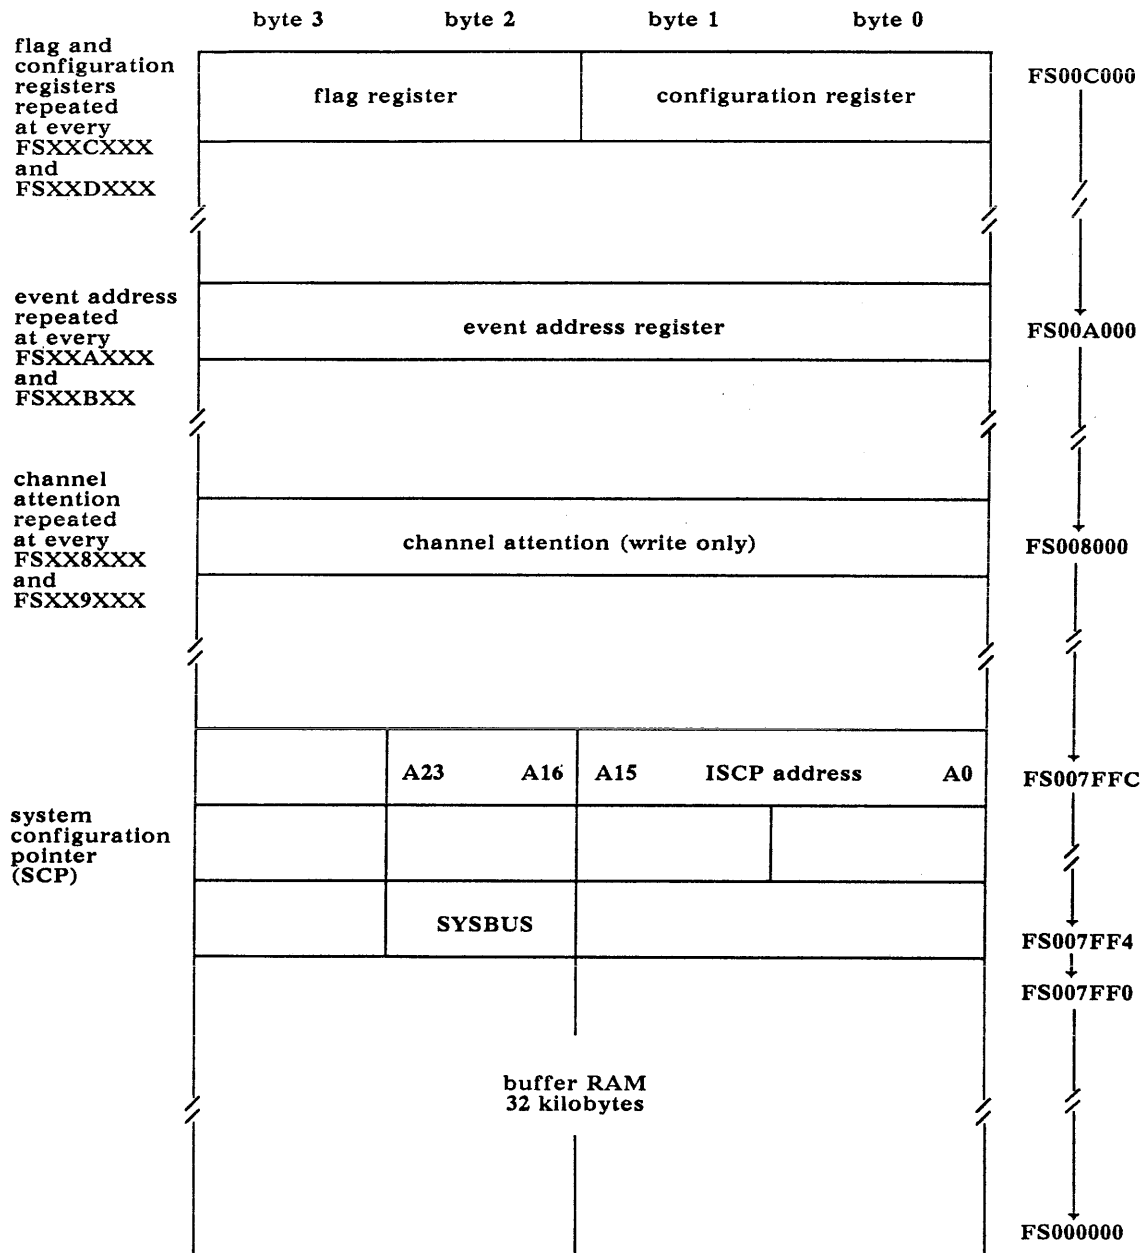 byte 3 byte 2 byte 1 byte 0
flag and
configuration
registers
repeated
at every
FSXXCXXX
and
FSXXDXXX
flag register configuration register
FS00C000
event address
repeated
at every
FSXXAXXX
and
FSXXBXX
event address register
FS00A000
channel
attention
repeated
at every
FSXX8XXX
and
FSXX9XXX
channel attention (write only)
FS008000
A23 A16 A15 ISCP address A0
FS007FFC
system
configuration
pointer
(SCP)
SYSBUS
FS007FF4
FS007FF0
buffer RAM
32 kilobytes
FS000000